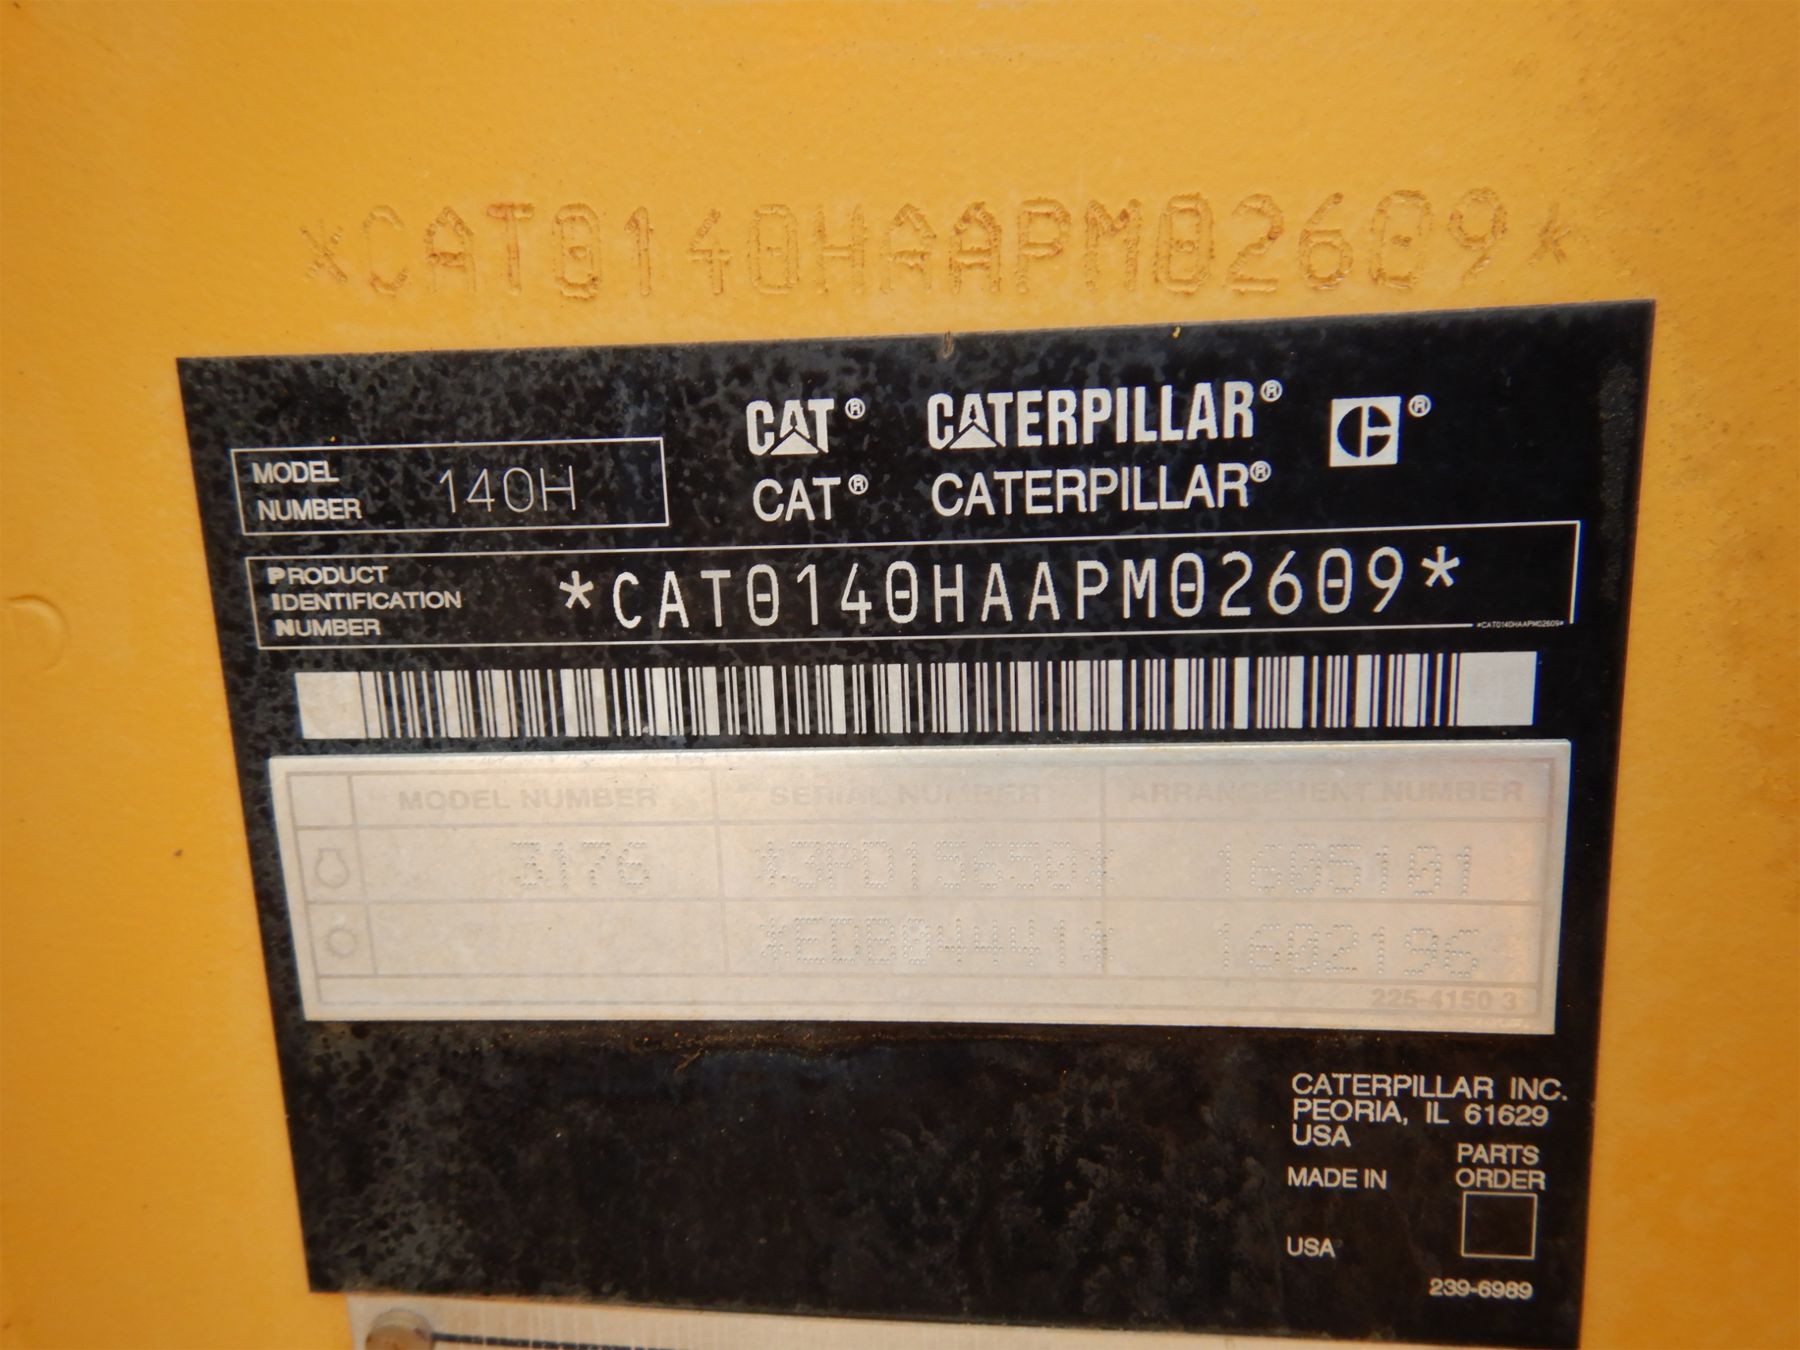 *CAT0140HAAPM02609*
CAT® CATERPILLAR® C®
MODEL NUMBER 140H
CAT® CATERPILLAR®
PRODUCT IDENTIFICATION NUMBER *CAT0140HAAPM02609*
*CAT0140HAAPM02609*
MODEL NUMBER SERIAL NUMBER ARRANGEMENT NUMBER
3176 1605101
1602196
225-4150 3
CATERPILLAR INC.
PEORIA, IL 61629
USA
PARTS
MADE IN ORDER
USA
239-6989